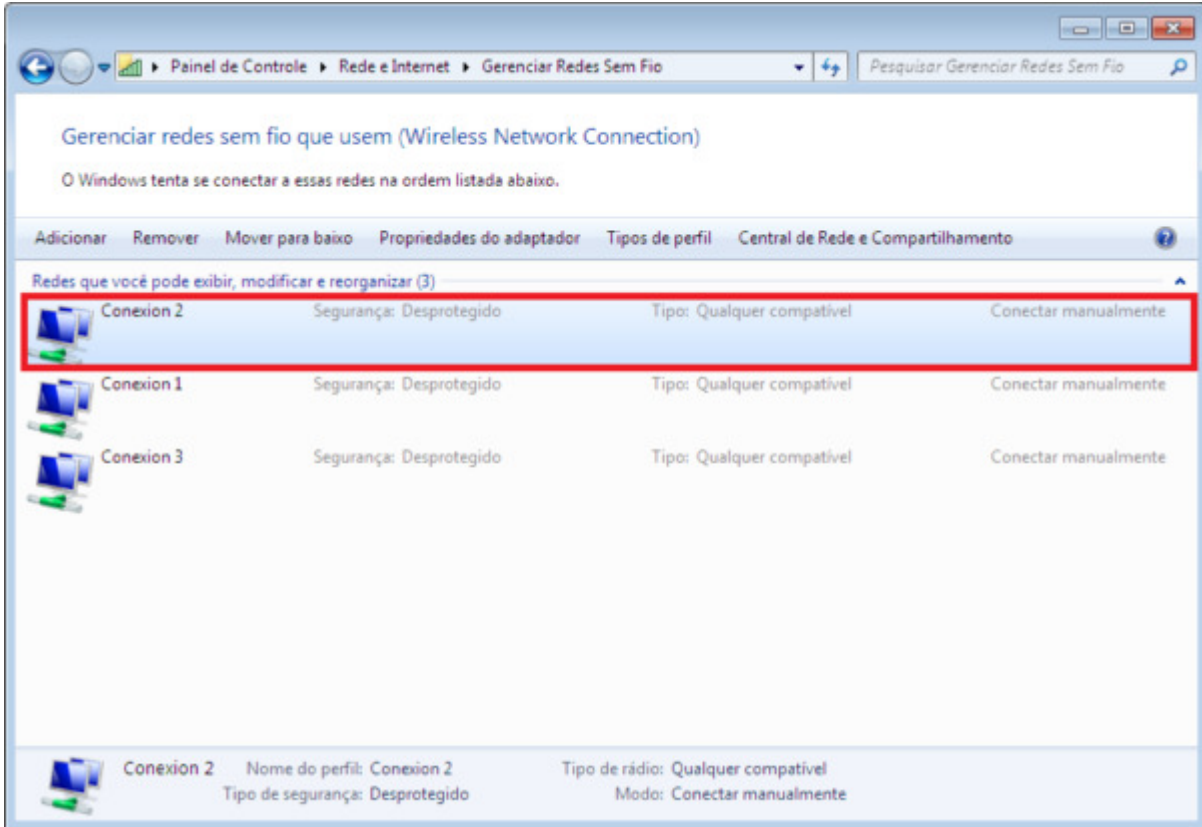 Painel de Controle Rede e Internet Gerenciar Redes Sem Fio Pesquisar Gerenciar Redes Sem Fio
Gerenciar redes sem fio que usem (Wireless Network Connection)
O Windows tenta se conectar a essas redes na ordem listada abaixo.
Adicionar Remover Mover para baixo Propriedades do adaptador Tipos de perfil Central de Rede e Compartilhamento
Redes que você pode exibir, modificar e reorganizar (3)
Conexion 2 Segurança: Desprotegido Tipo: Qualquer compatível Conectar manualmente
Conexion 1 Segurança: Desprotegido Tipo: Qualquer compatível Conectar manualmente
Conexion 3 Segurança: Desprotegido Tipo: Qualquer compatível Conectar manualmente
Conexion 2 Nome do perfil: Conexion 2 Tipo de rádio: Qualquer compatível
Tipo de segurança: Desprotegido Modo: Conectar manualmente